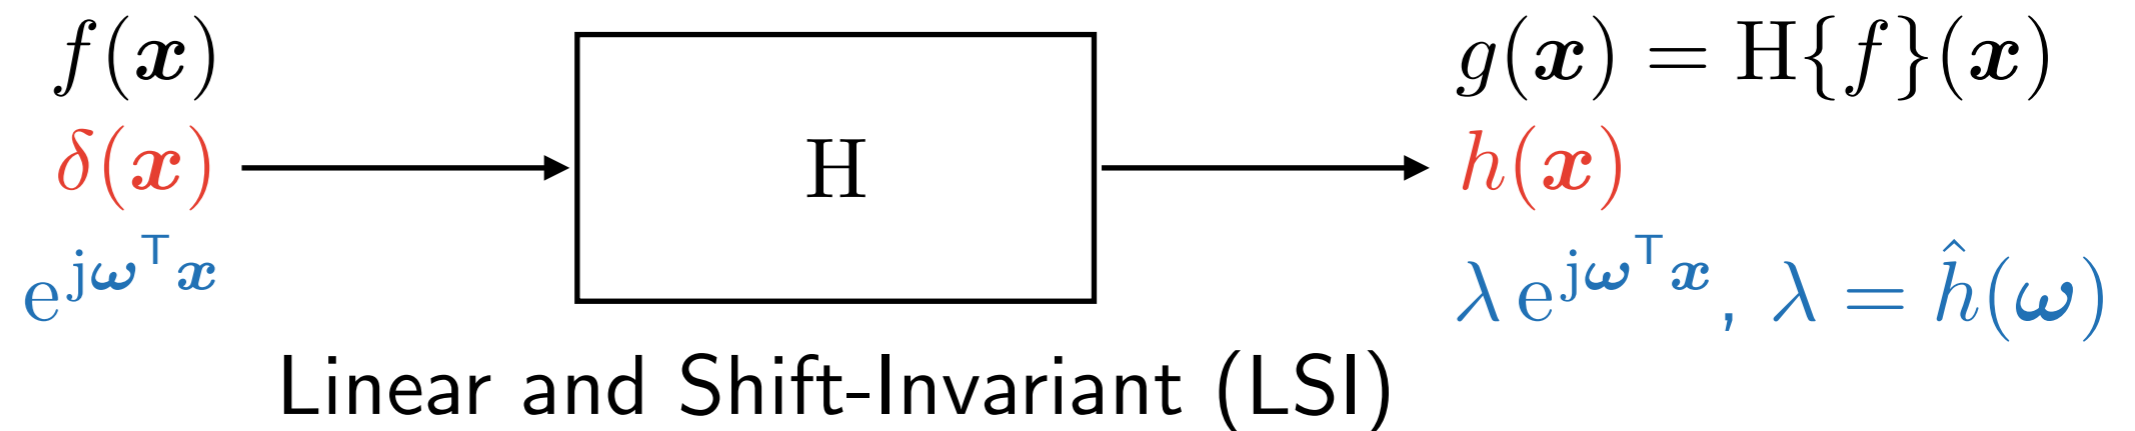 f(x)
δ(x)
e^{jω^⊤x}
H
g(x) = H{f}(x)
h(x)
λ e^{jω^⊤x}, λ = ĥ(ω)
Linear and Shift-Invariant (LSI)